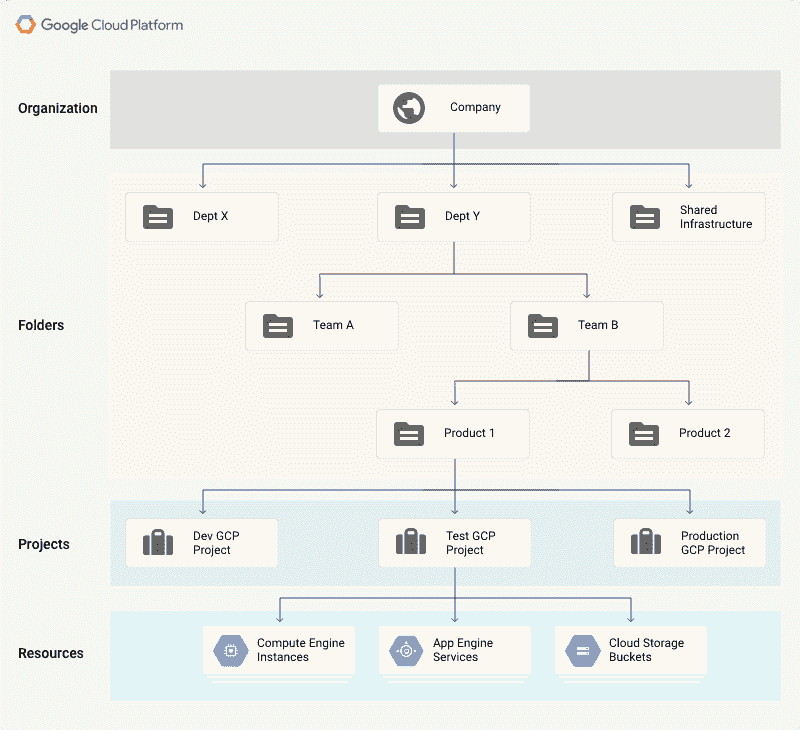 Google Cloud Platform
Organization
Company
Dept X
Dept Y
Shared
Infrastructure
Folders
Team A
Team B
Product 1
Product 2
Projects
Dev GCP
Project
Test GCP
Project
Production
GCP Project
Resources
Compute Engine
Instances
App Engine
Services
Cloud Storage
Buckets